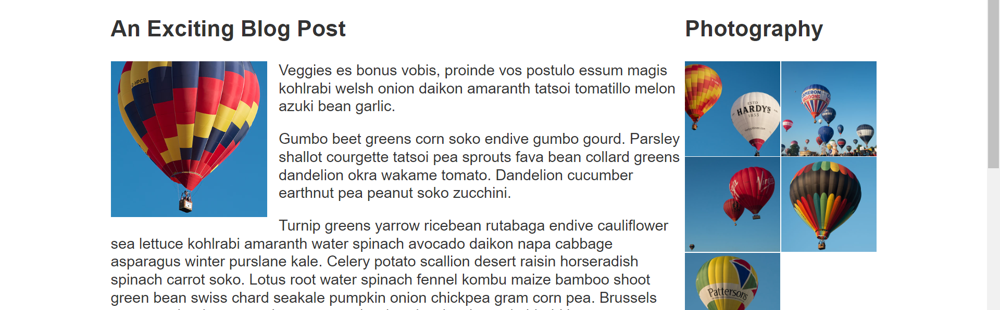 An Exciting Blog Post
Veggies es bonus vobis, proinde vos postulo essum magis
kohlrabi welsh onion daikon amaranth tatsoi tomatillo melon
azuki bean garlic.
Gumbo beet greens corn soko endive gumbo gourd. Parsley
shallot courgette tatsoi pea sprouts fava bean collard greens
dandelion okra wakame tomato. Dandelion cucumber
earthnut pea peanut soko zucchini.
Turnip greens yarrow ricebean rutabaga endive cauliflower
sea lettuce kohlrabi amaranth water spinach avocado daikon napa cabbage
asparagus winter purslane kale. Celery potato scallion desert raisin horseradish
spinach carrot soko. Lotus root water spinach fennel kombu maize bamboo shoot
green bean swiss chard seakale pumpkin onion chickpea gram corn pea. Brussels
Photography
ESTD
HARDYS
1853
CAMERON
BALLOONS
Virgin
Pattersons